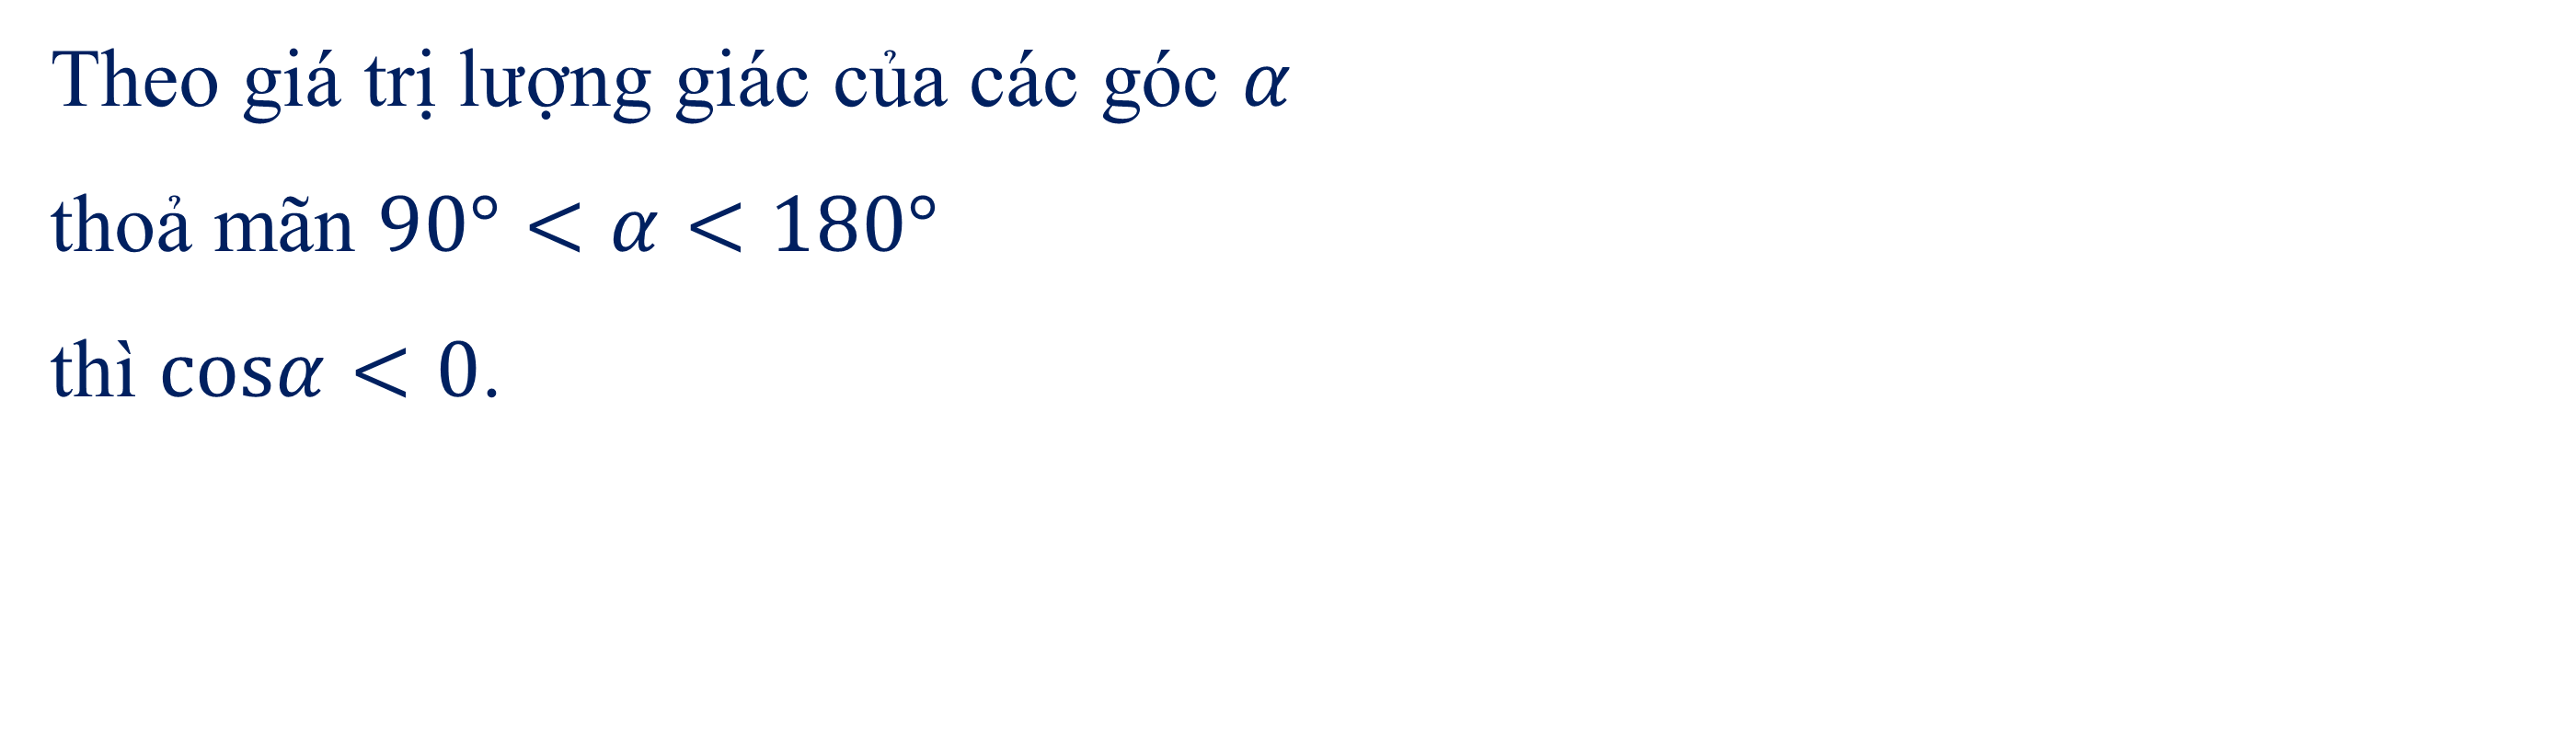 Theo giá trị lượng giác của các góc α
thoả mãn 90° < α < 180°
thì cosα < 0.